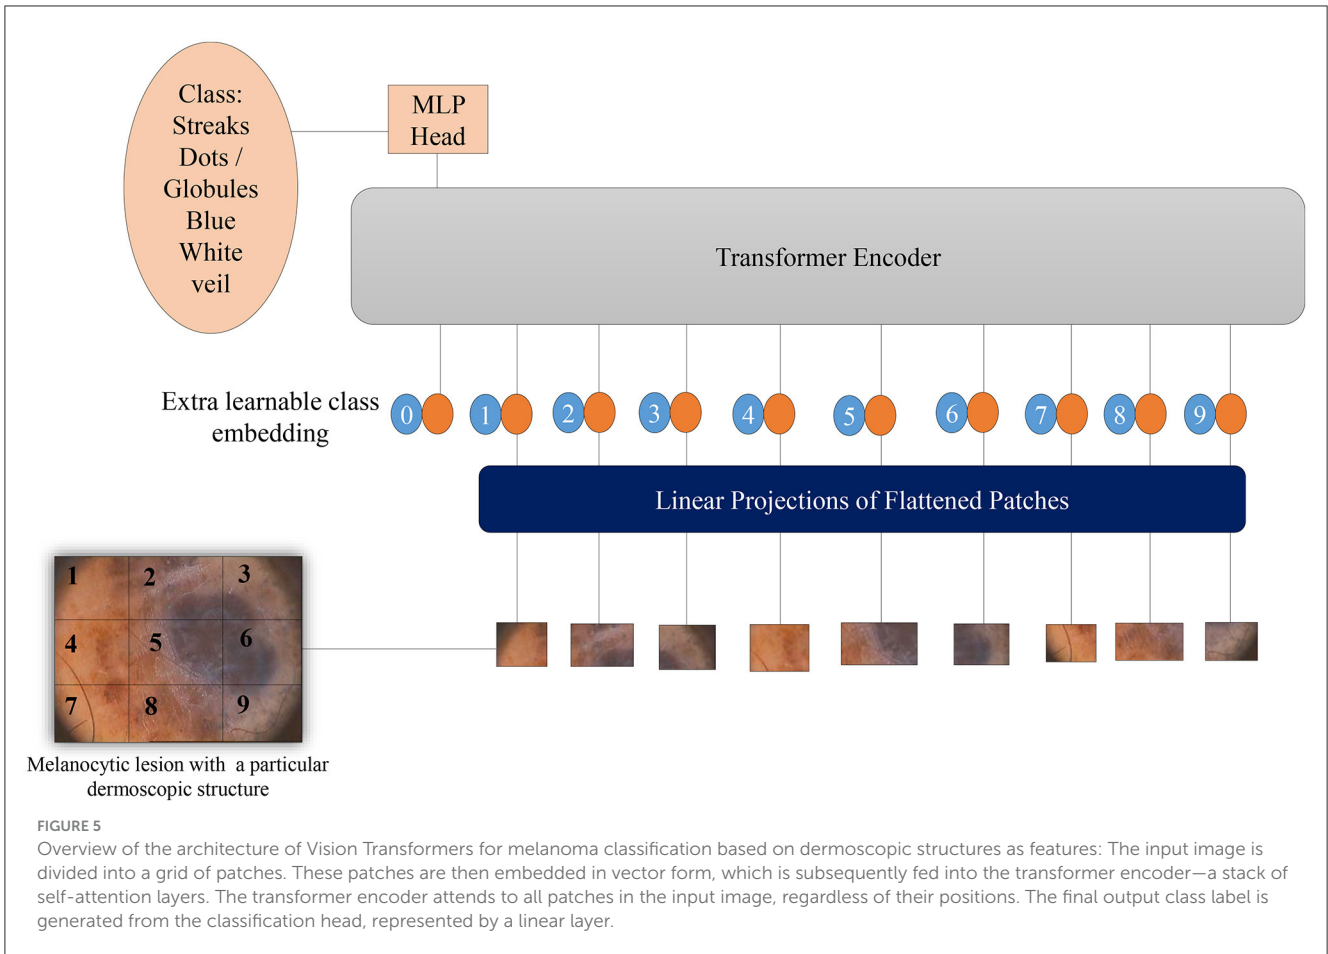 Class:
Streaks
Dots /
Globules
Blue
White
veil
MLP
Head
Transformer Encoder
Extra learnable class
embedding
0 1 2 3 4 5 6 7 8 9
Linear Projections of Flattened Patches
1 2 3
4 5 6
7 8 9
Melanocytic lesion with a particular
dermoscopic structure
FIGURE 5
Overview of the architecture of Vision Transformers for melanoma classification based on dermoscopic structures as features: The input image is
divided into a grid of patches. These patches are then embedded in vector form, which is subsequently fed into the transformer encoder—a stack of
self-attention layers. The transformer encoder attends to all patches in the input image, regardless of their positions. The final output class label is
generated from the classification head, represented by a linear layer.